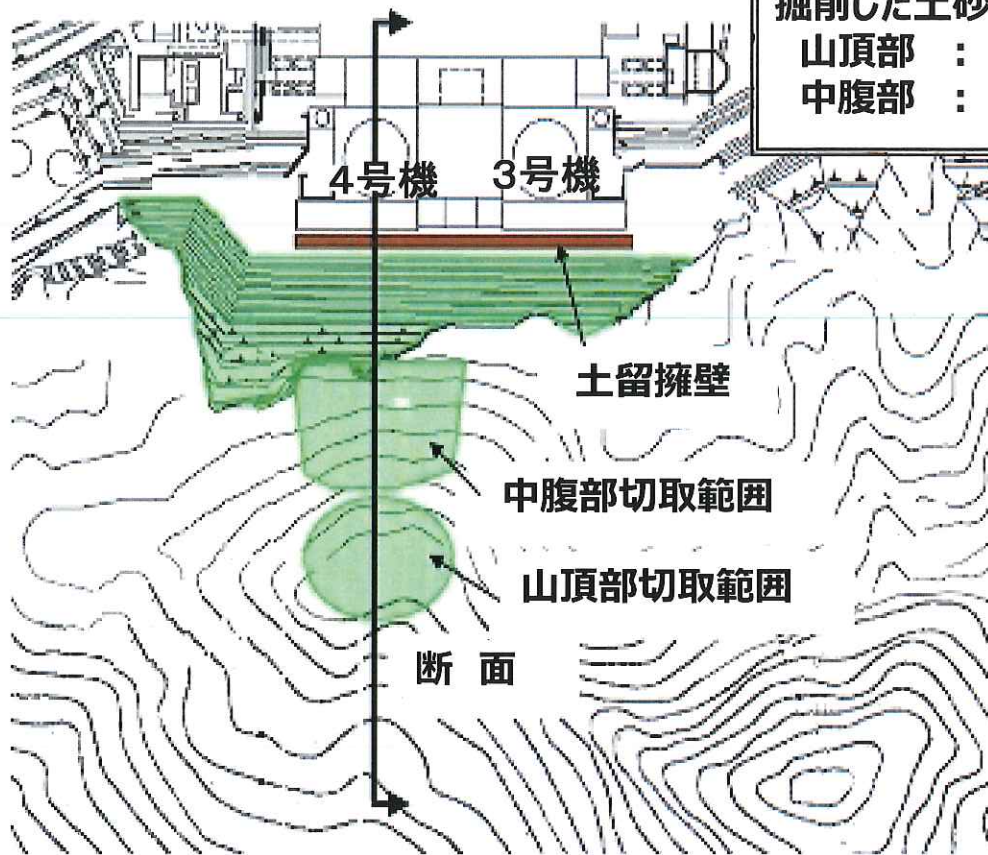 掘削した土砂
山頂部 :
中腹部 :
4号機
3号機
土留擁壁
中腹部切取範囲
山頂部切取範囲
断 面